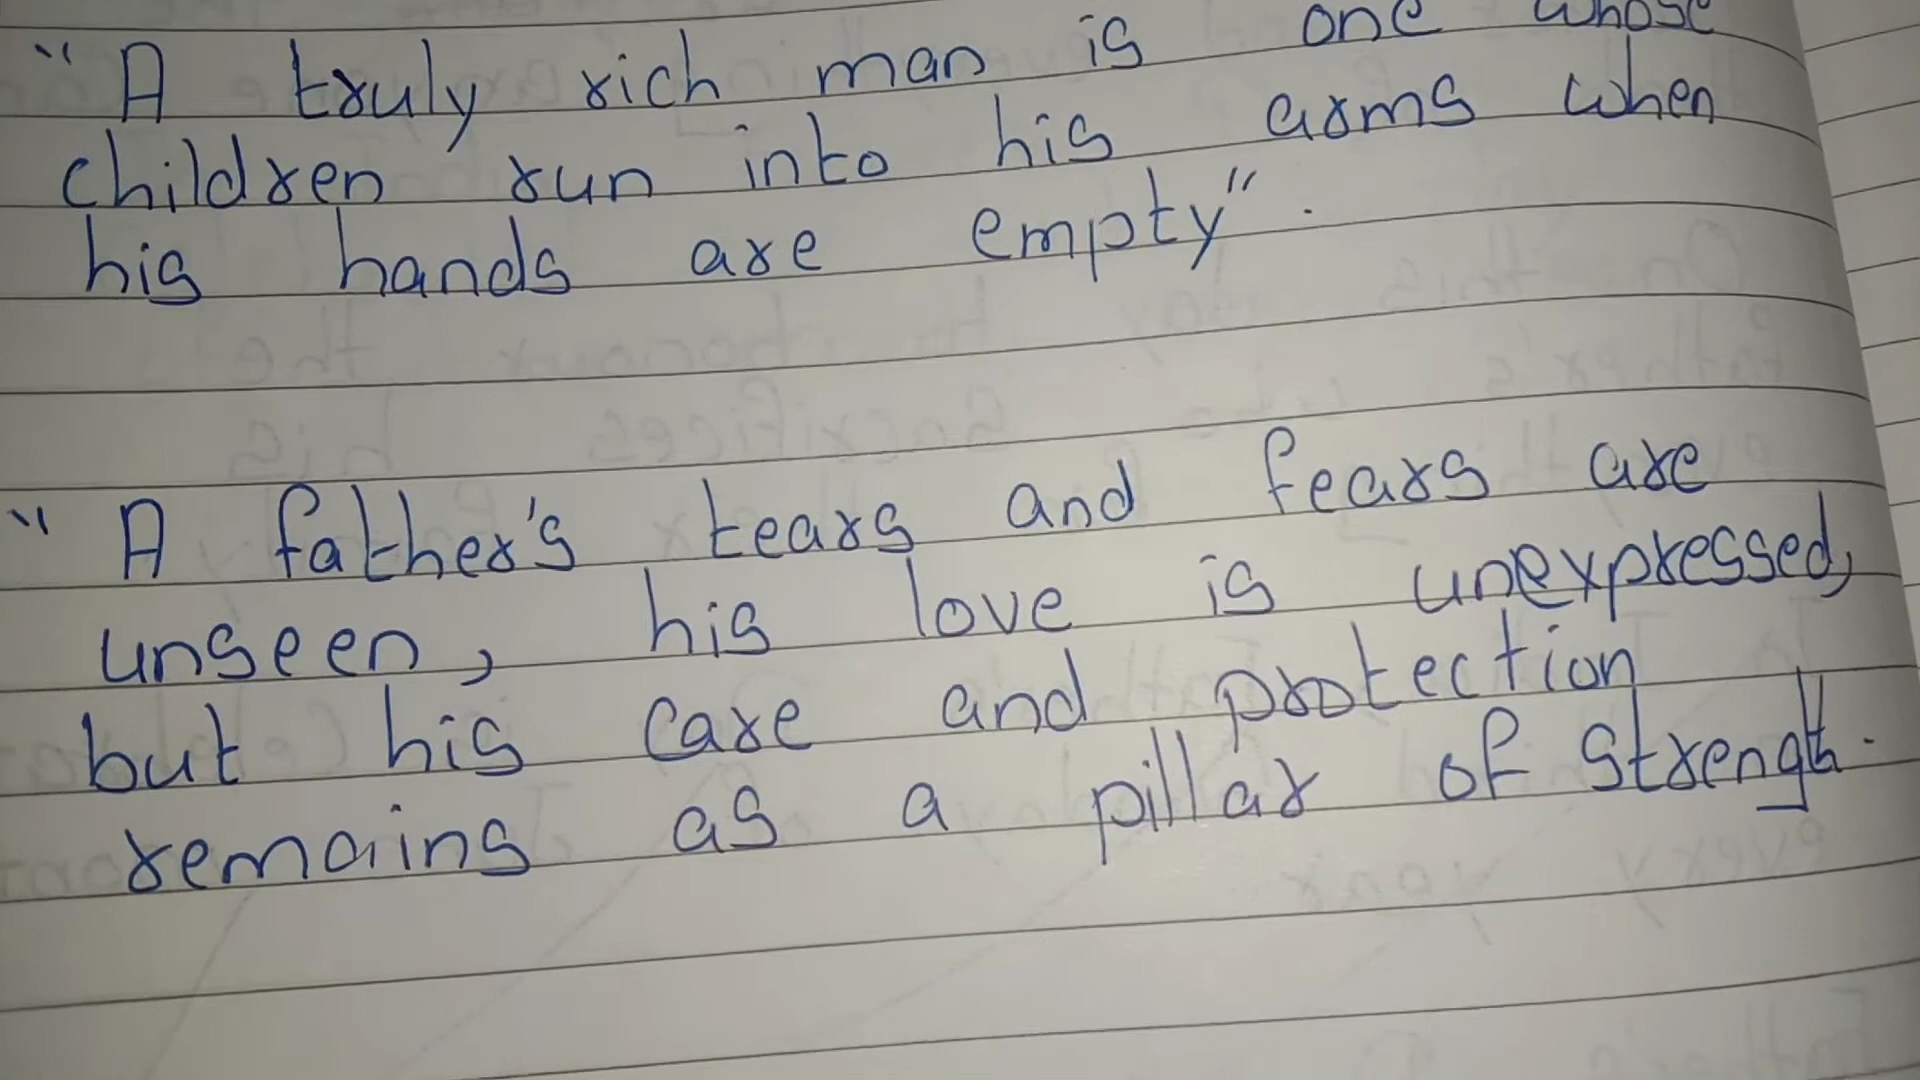 "A truly rich man is one whose
children run into his arms when
his hands are empty".
"A father's tears and fears are
unseen, his love is unexpressed,
but his care and protection
remains as a pillar of strength.